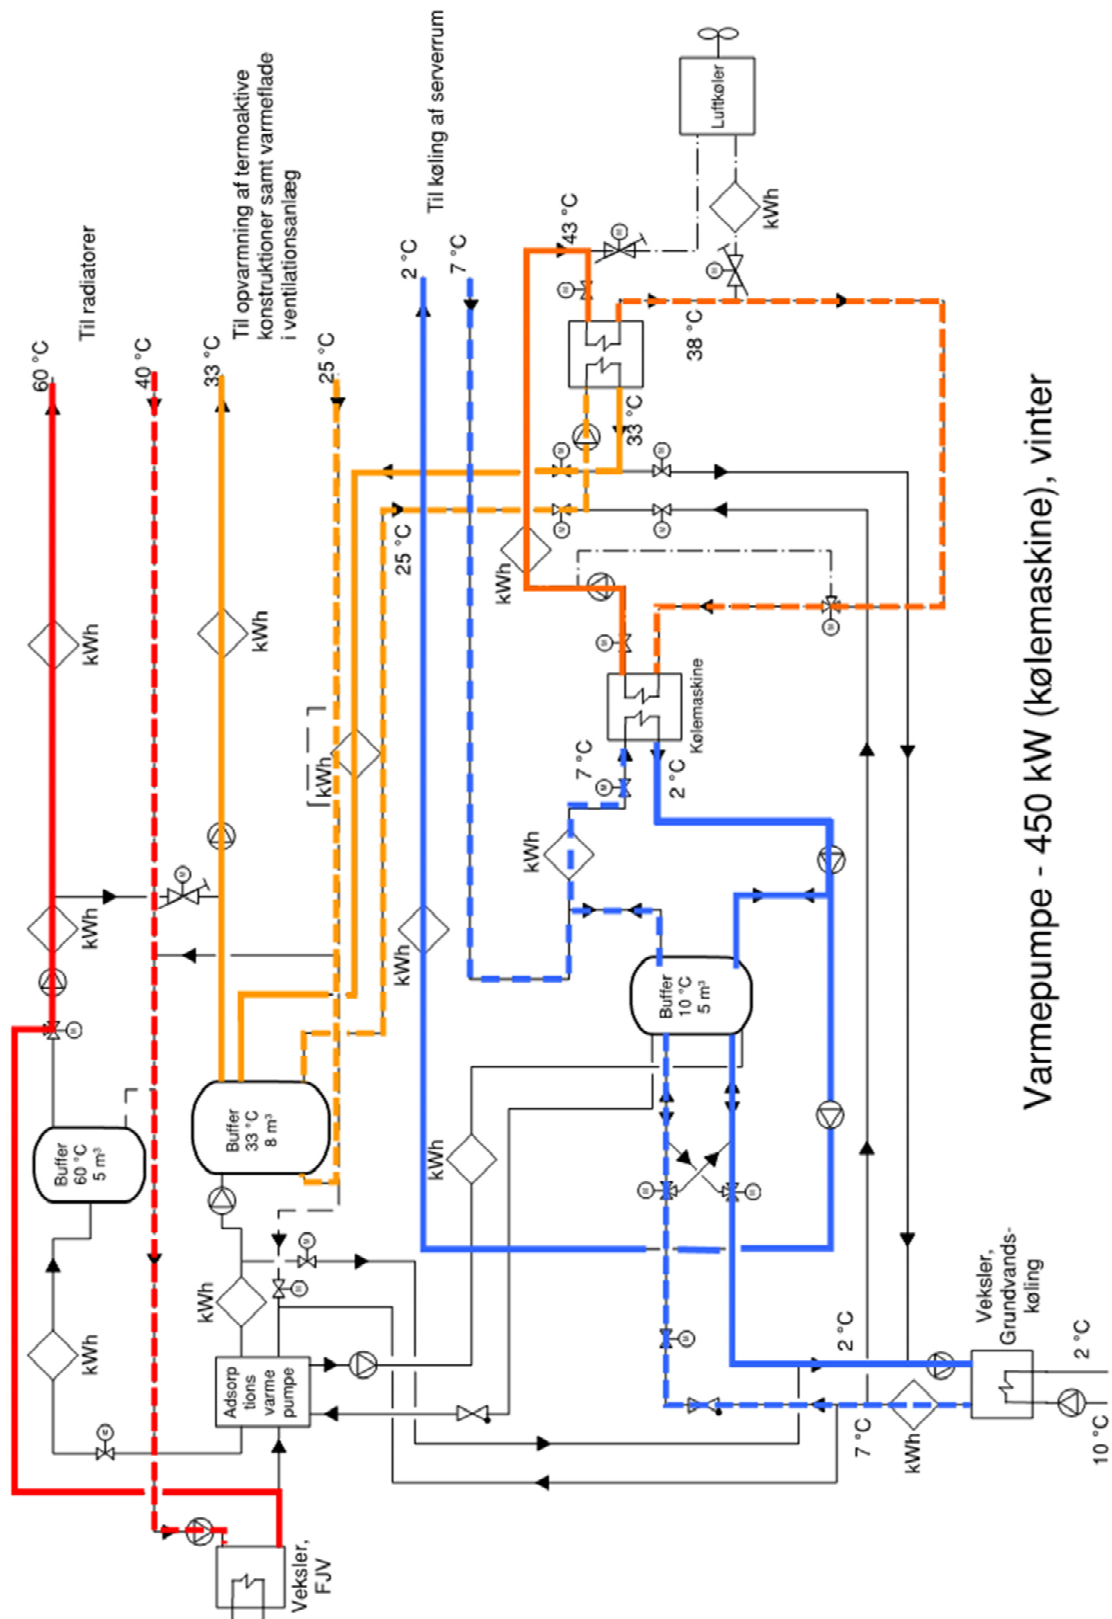 60 °C
Til radiatorer
40 °C
33 °C
Til opvarmning af termoaktive
konstruktioner samt varmeflade
i ventilationsanlæg
25 °C
2 °C
Til køling af serverrum
7 °C
43 °C
Luftkøler
kWh
38 °C
33 °C
25 °C
kWh
kWh
kWh
kWh
Kølemaskine
7 °C
2 °C
kWh
kWh
kWh
Buffer
60 °C
5 m³
Buffer
33 °C
8 m³
Buffer
10 °C
5 m³
kWh
kWh
kWh
Adsorp
tions
varme
pumpe
Veksler,
FJV
7 °C
2 °C
kWh
Veksler,
Grundvands-
køling
10 °C
2 °C
Varmepumpe - 450 kW (kølemaskine), vinter